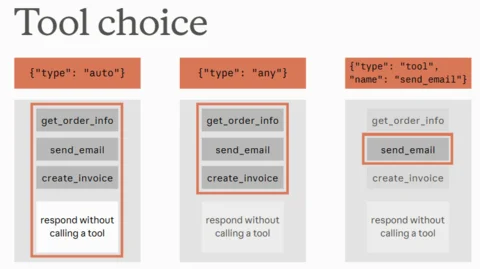 Tool choice
{"type": "auto"}
get_order_info
send_email
create_invoice
respond without
calling a tool
{"type": "any"}
get_order_info
send_email
create_invoice
respond without
calling a tool
{"type": "tool",
"name": "send_email"}
get_order_info
send_email
create_invoice
respond without
calling a tool